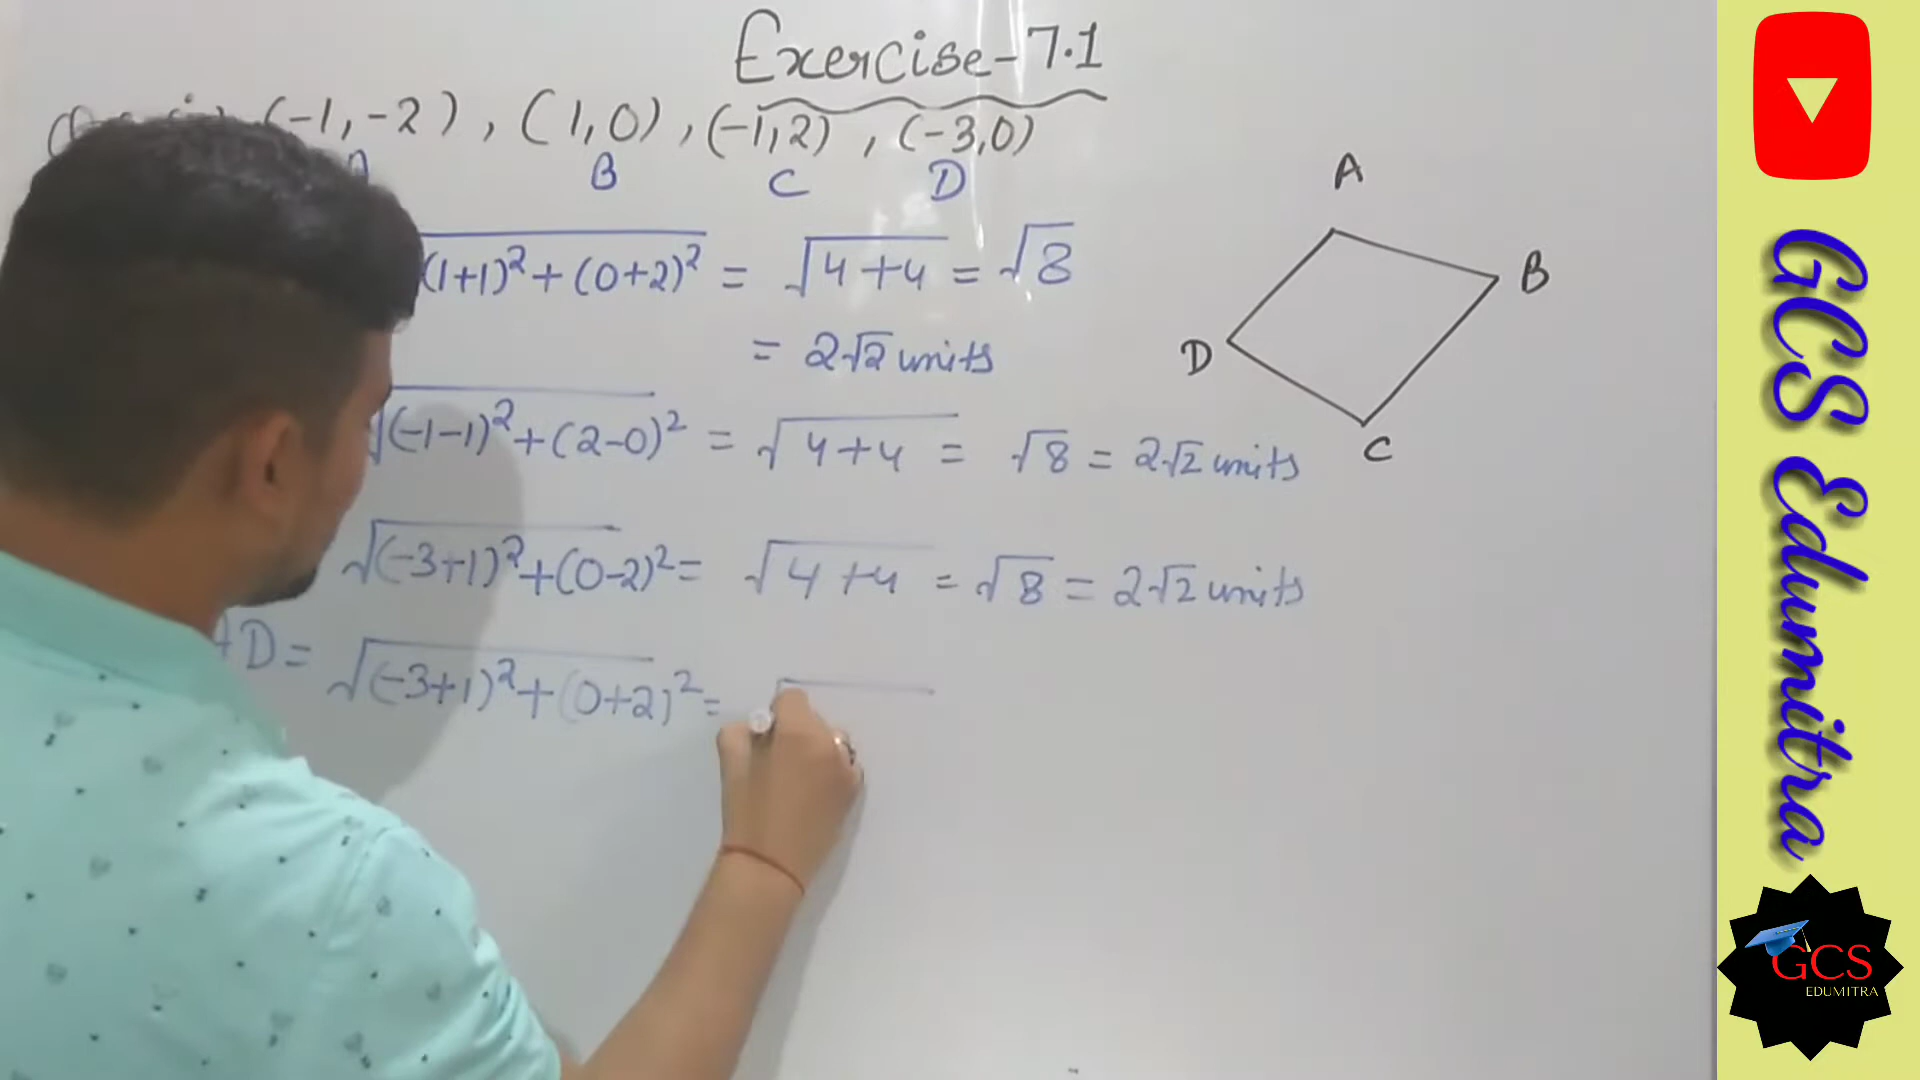 Exercise-7.1
(-1,-2), (1,0), (-1,2), (-3,0)
A B C D
(1+1)²+(0+2)² = √4+4 = √8
= 2√2 units
√(-1-1)²+(2-0)² = √4+4 = √8 = 2√2 units
√(-3+1)²+(0-2)² = √4+4 = √8 = 2√2 units
AD = √(-3+1)²+(0+2)² = √
A
B
D
C
GCS Edumitra
GCS
EDUMITRA